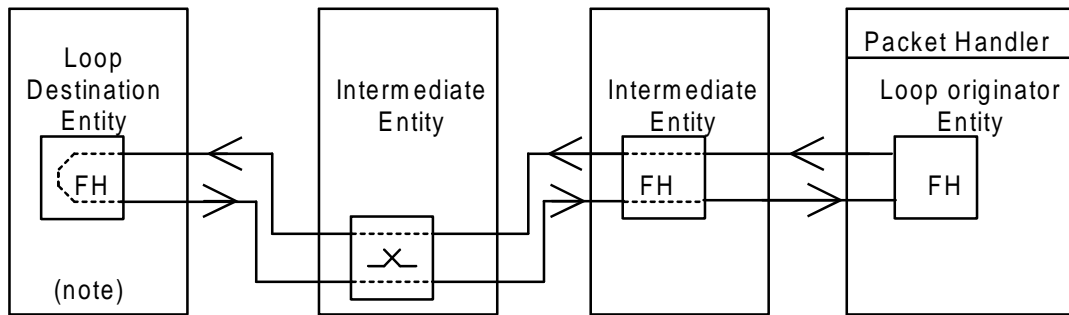 Loop
Destination
Entity
FH
(note)
Intermediate
Entity
Intermediate
Entity
FH
Packet Handler
Loop originator
Entity
FH